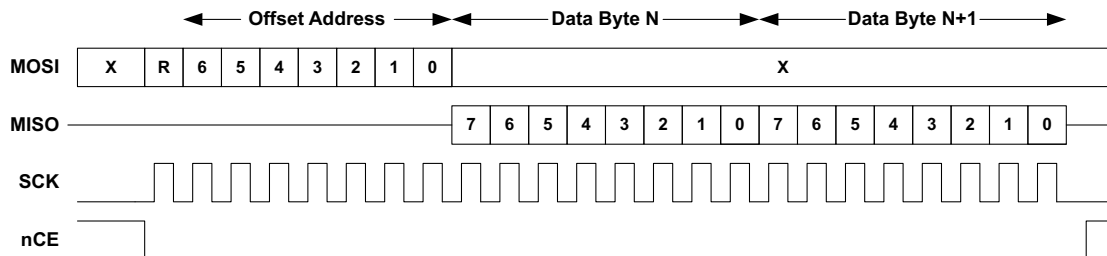 Offset Address Data Byte N Data Byte N+1
MOSI X R 6 5 4 3 2 1 0 X
MISO 7 6 5 4 3 2 1 0 7 6 5 4 3 2 1 0
SCK
nCE